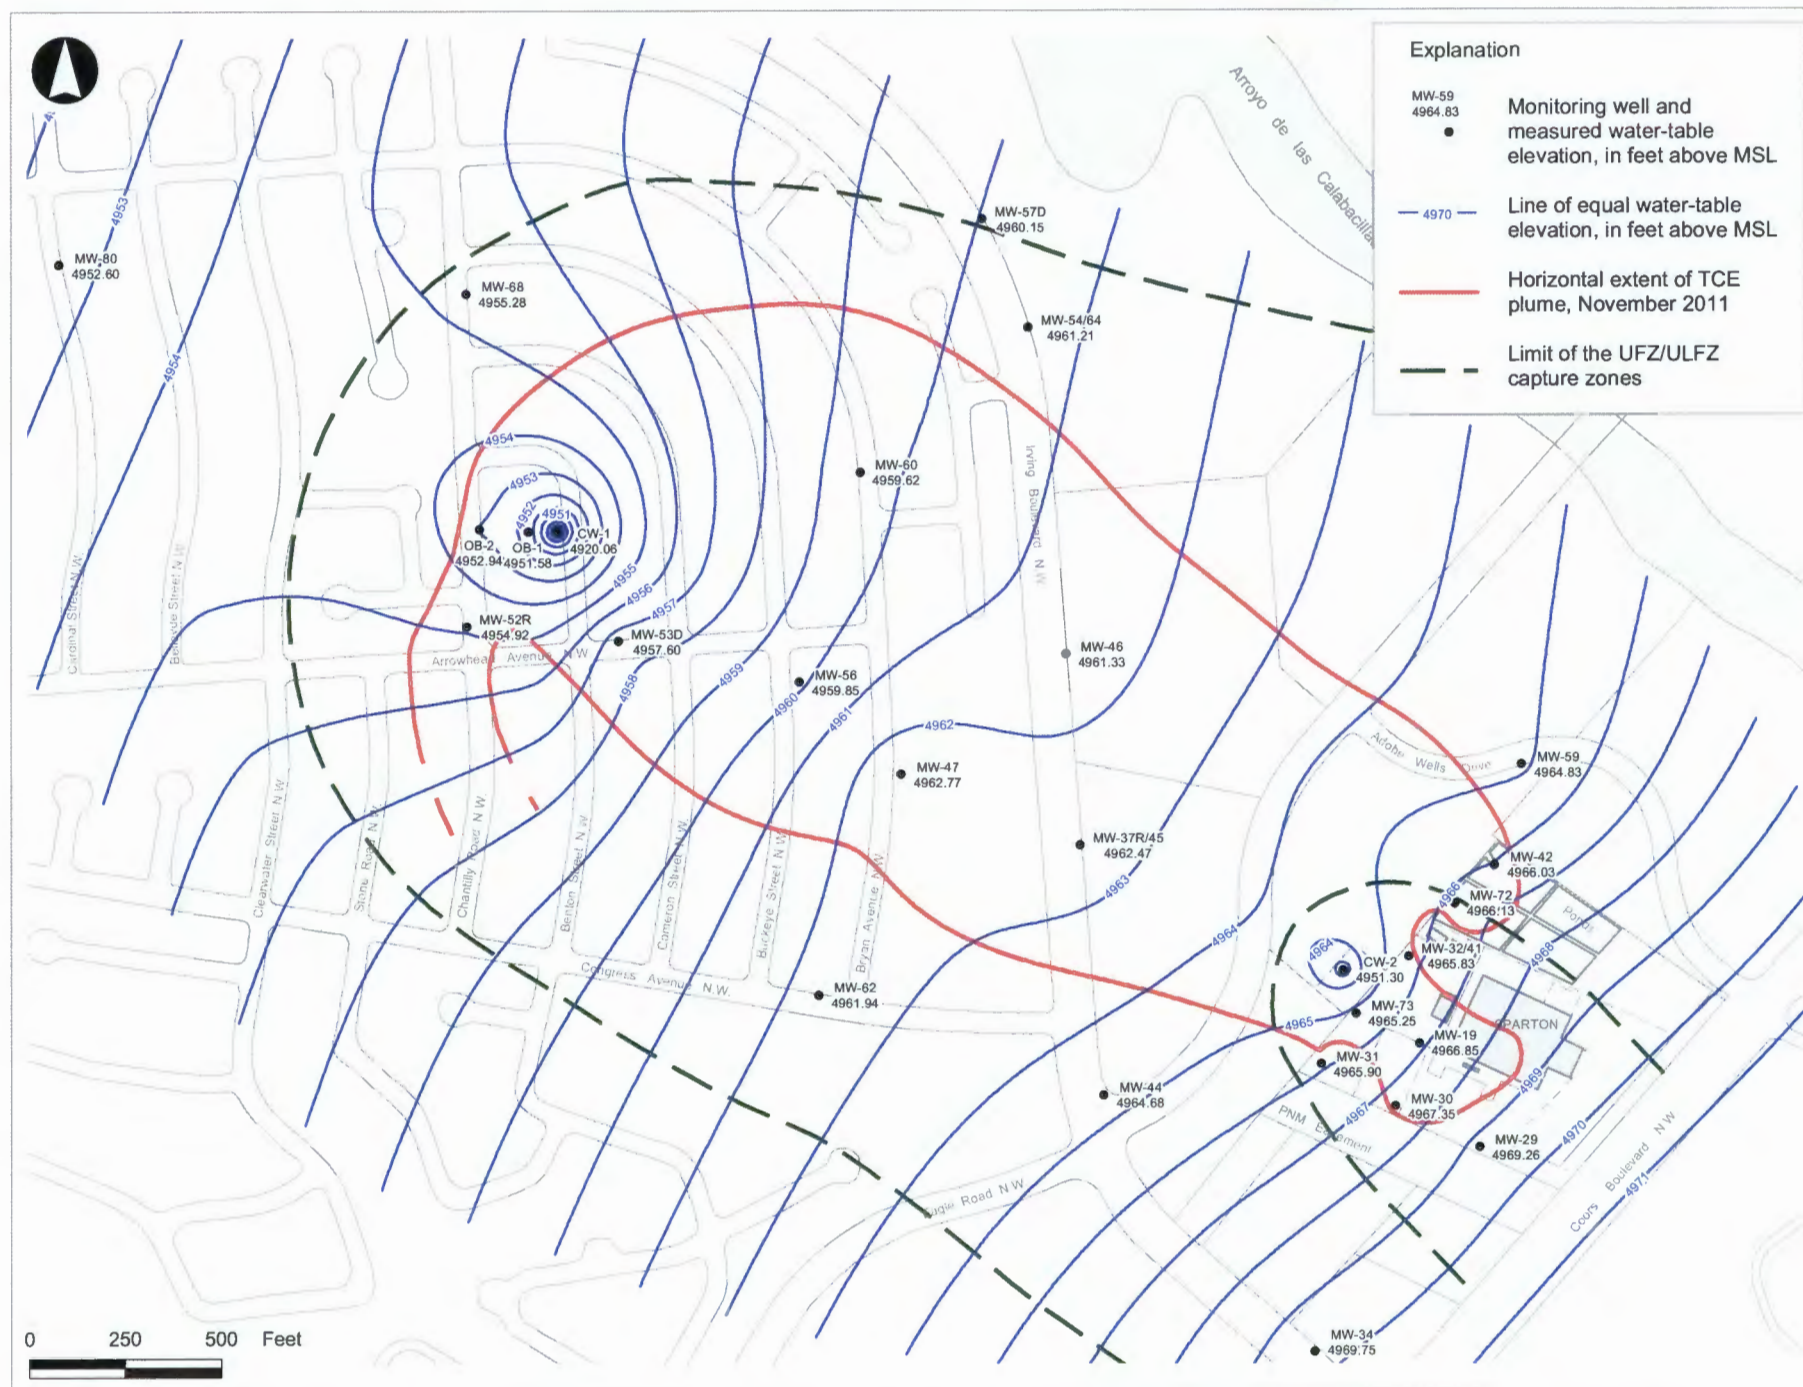 Explanation
MW-59
4964.83
Monitoring well and
measured water-table
elevation, in feet above MSL
4970
Line of equal water-table
elevation, in feet above MSL
Horizontal extent of TCE
plume, November 2011
Limit of the UFZ/ULFZ
capture zones
Arroyo de las Calabacillas
4953
4954
MW-80
4952.60
MW-68
4955.28
MW-57D
4960.15
MW-54/64
4961.21
MW-60
4959.62
4954
4953
4952
4951
CW-1
4920.06
OB-2
4952.94
OB-1
4951.58
4955
4956
4957
4958
4959
4960
4961
4962
4963
4964
4965
MW-52R
4954.92
MW-53D
4957.60
MW-56
4959.85
MW-46
4961.33
MW-47
4962.77
MW-37R/45
4962.47
MW-62
4961.94
MW-44
4964.68
MW-59
4964.83
MW-42
4966.03
4966
MW-72
4966.13
MW-32/41
4965.83
4964
CW-2
4951.30
MW-73
4965.25
MW-19
4966.85
MW-31
4965.90
MW-30
4967.35
MW-29
4969.26
MW-34
4969.75
4967
4968
4969
4970
4971
Ponds
SPARTON
Cardinal Street N.W.
Bellevue Street N.W.
Arrowhead Avenue N.W.
Irving Boulevard N.W.
Adobe Wells Drive
Clearwater Street N.W.
Stone Road N.W.
Chantilly Road N.W.
Benton Street N.W.
Cameron Street N.W.
Buckeye Street N.W.
Bryan Avenue N.W.
Congress Avenue N.W.
Eagle Road N.W.
PNM Easement
Coors Boulevard N.W.
0 250 500 Feet